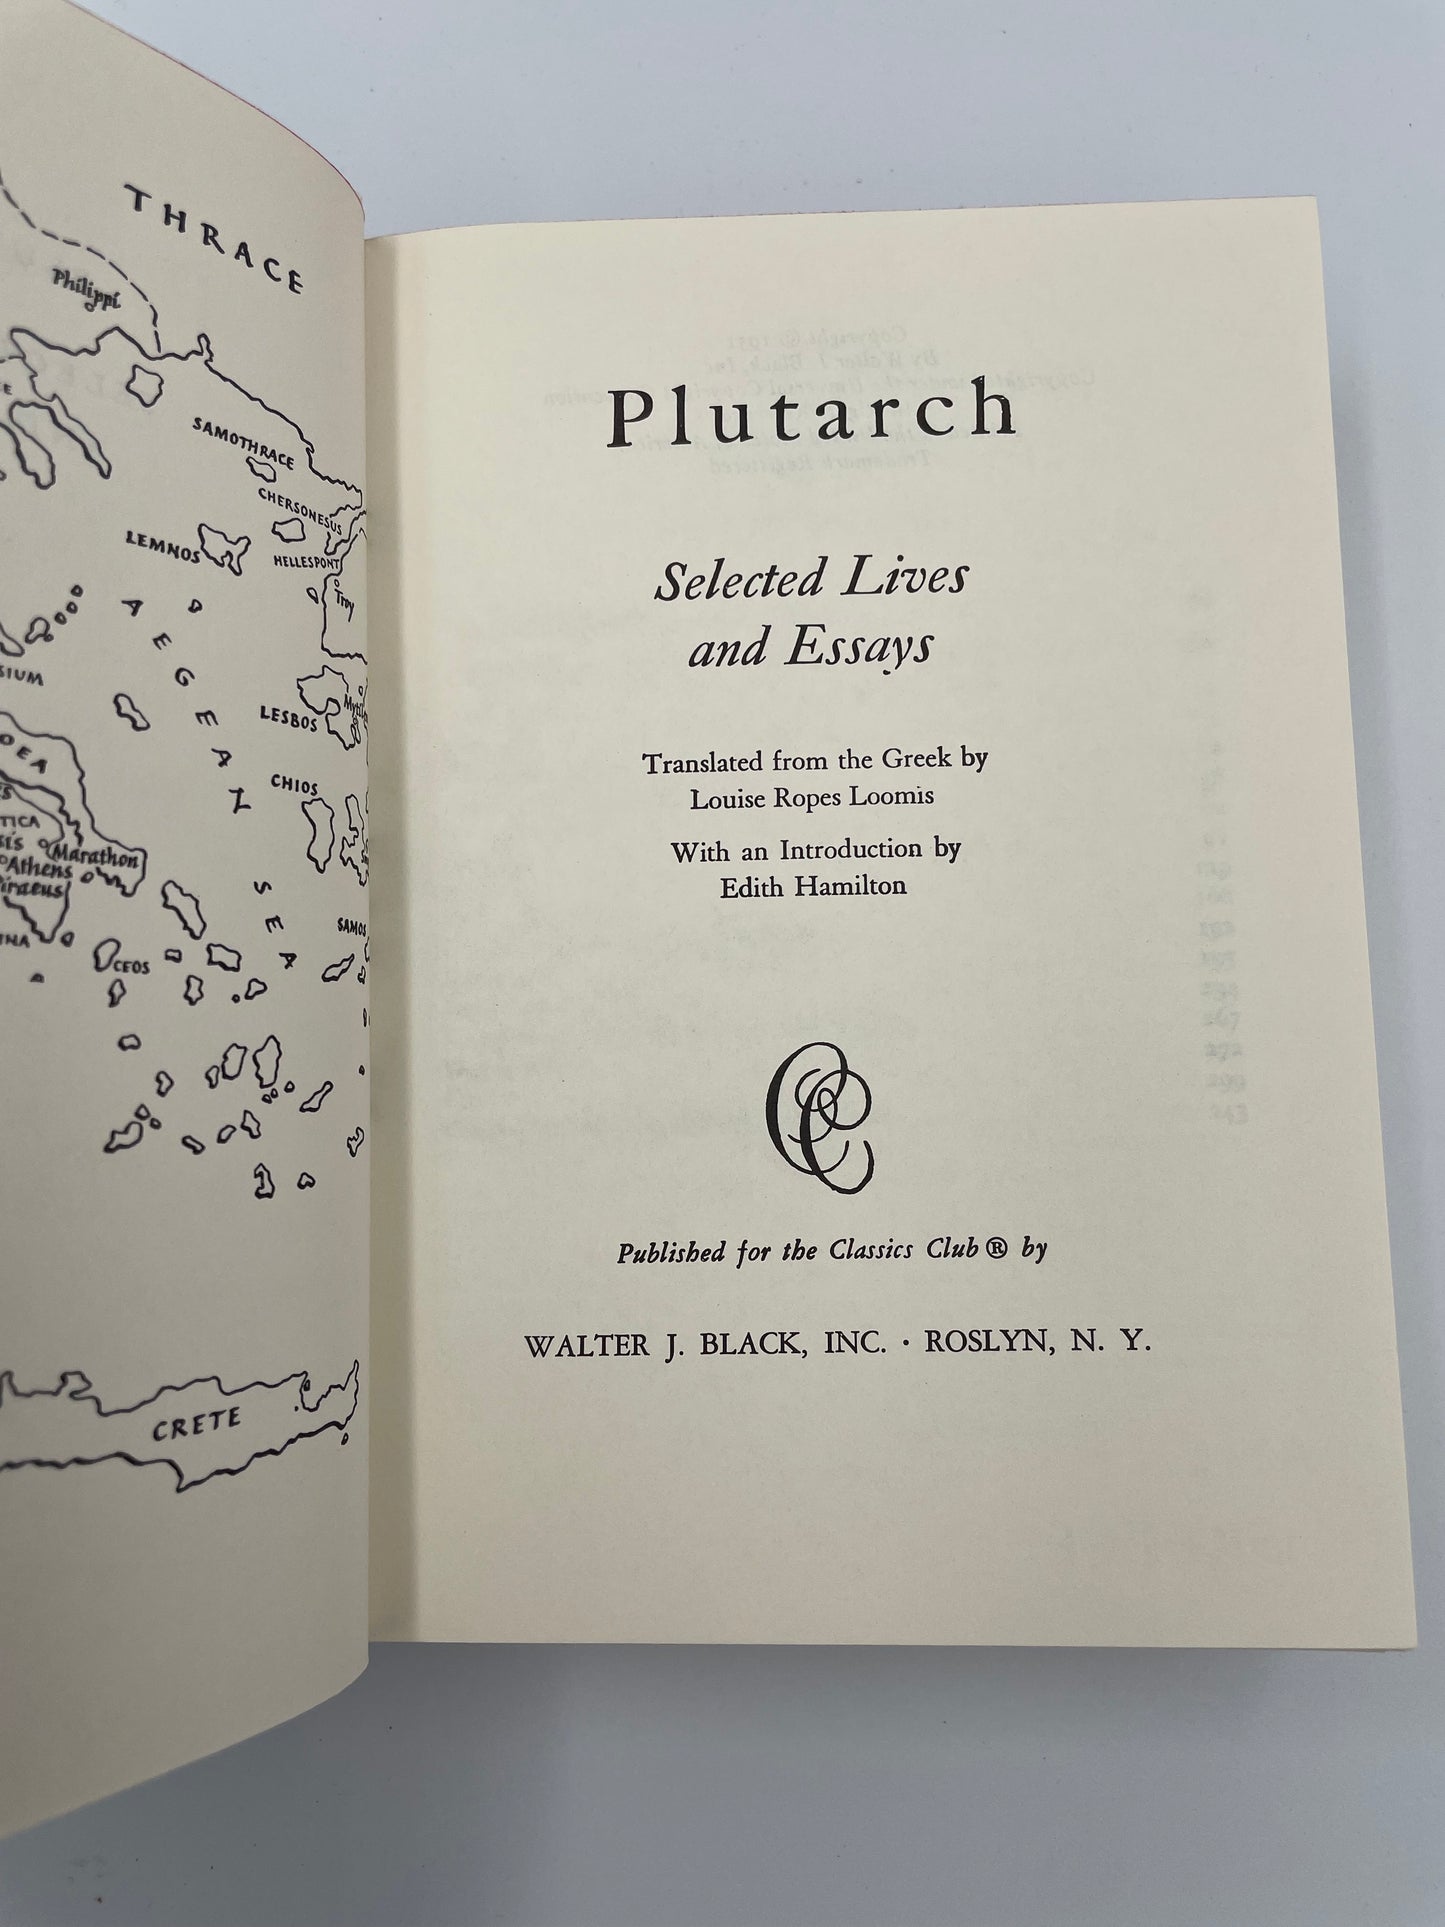 THRACE
Philippi
SAMOTHRACE
CHERSONESUS
LEMNOS
HELLESPONT
Troy
AEGEAN
SEA
LESBOS
CHIOS
Marathon
Athens
SAMOS
CEOS
CRETE
Plutarch
Selected Lives
and Essays
Translated from the Greek by
Louise Ropes Loomis
With an Introduction by
Edith Hamilton
CC
Published for the Classics Club ® by
WALTER J. BLACK, INC. · ROSLYN, N. Y.